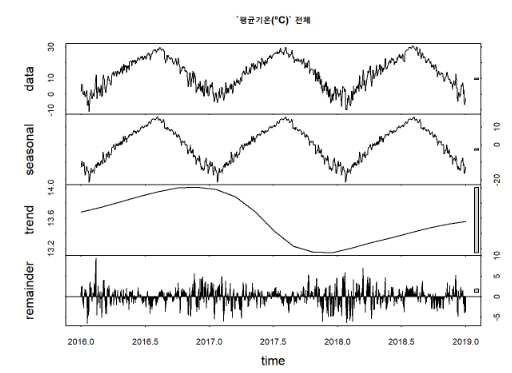 `평균기온(°C)` 전체
data
-10 0 10 30
seasonal
-20 0 10
trend
13.2 13.6 14.0
remainder
-5 0 5 10
2016.0 2016.5 2017.0 2017.5 2018.0 2018.5 2019.0
time